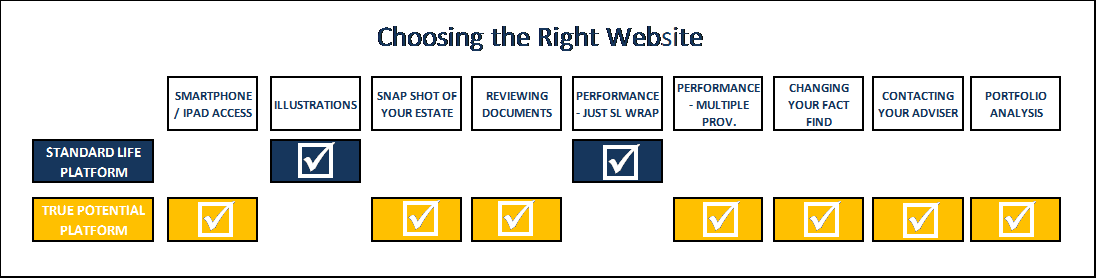 Choosing the Right Website
SMARTPHONE
/ IPAD ACCESS
ILLUSTRATIONS
SNAP SHOT OF
YOUR ESTATE
REVIEWING
DOCUMENTS
PERFORMANCE
- JUST SL WRAP
PERFORMANCE
- MULTIPLE
PROV.
CHANGING
YOUR FACT
FIND
CONTACTING
YOUR ADVISER
PORTFOLIO
ANALYSIS
STANDARD LIFE
PLATFORM
TRUE POTENTIAL
PLATFORM